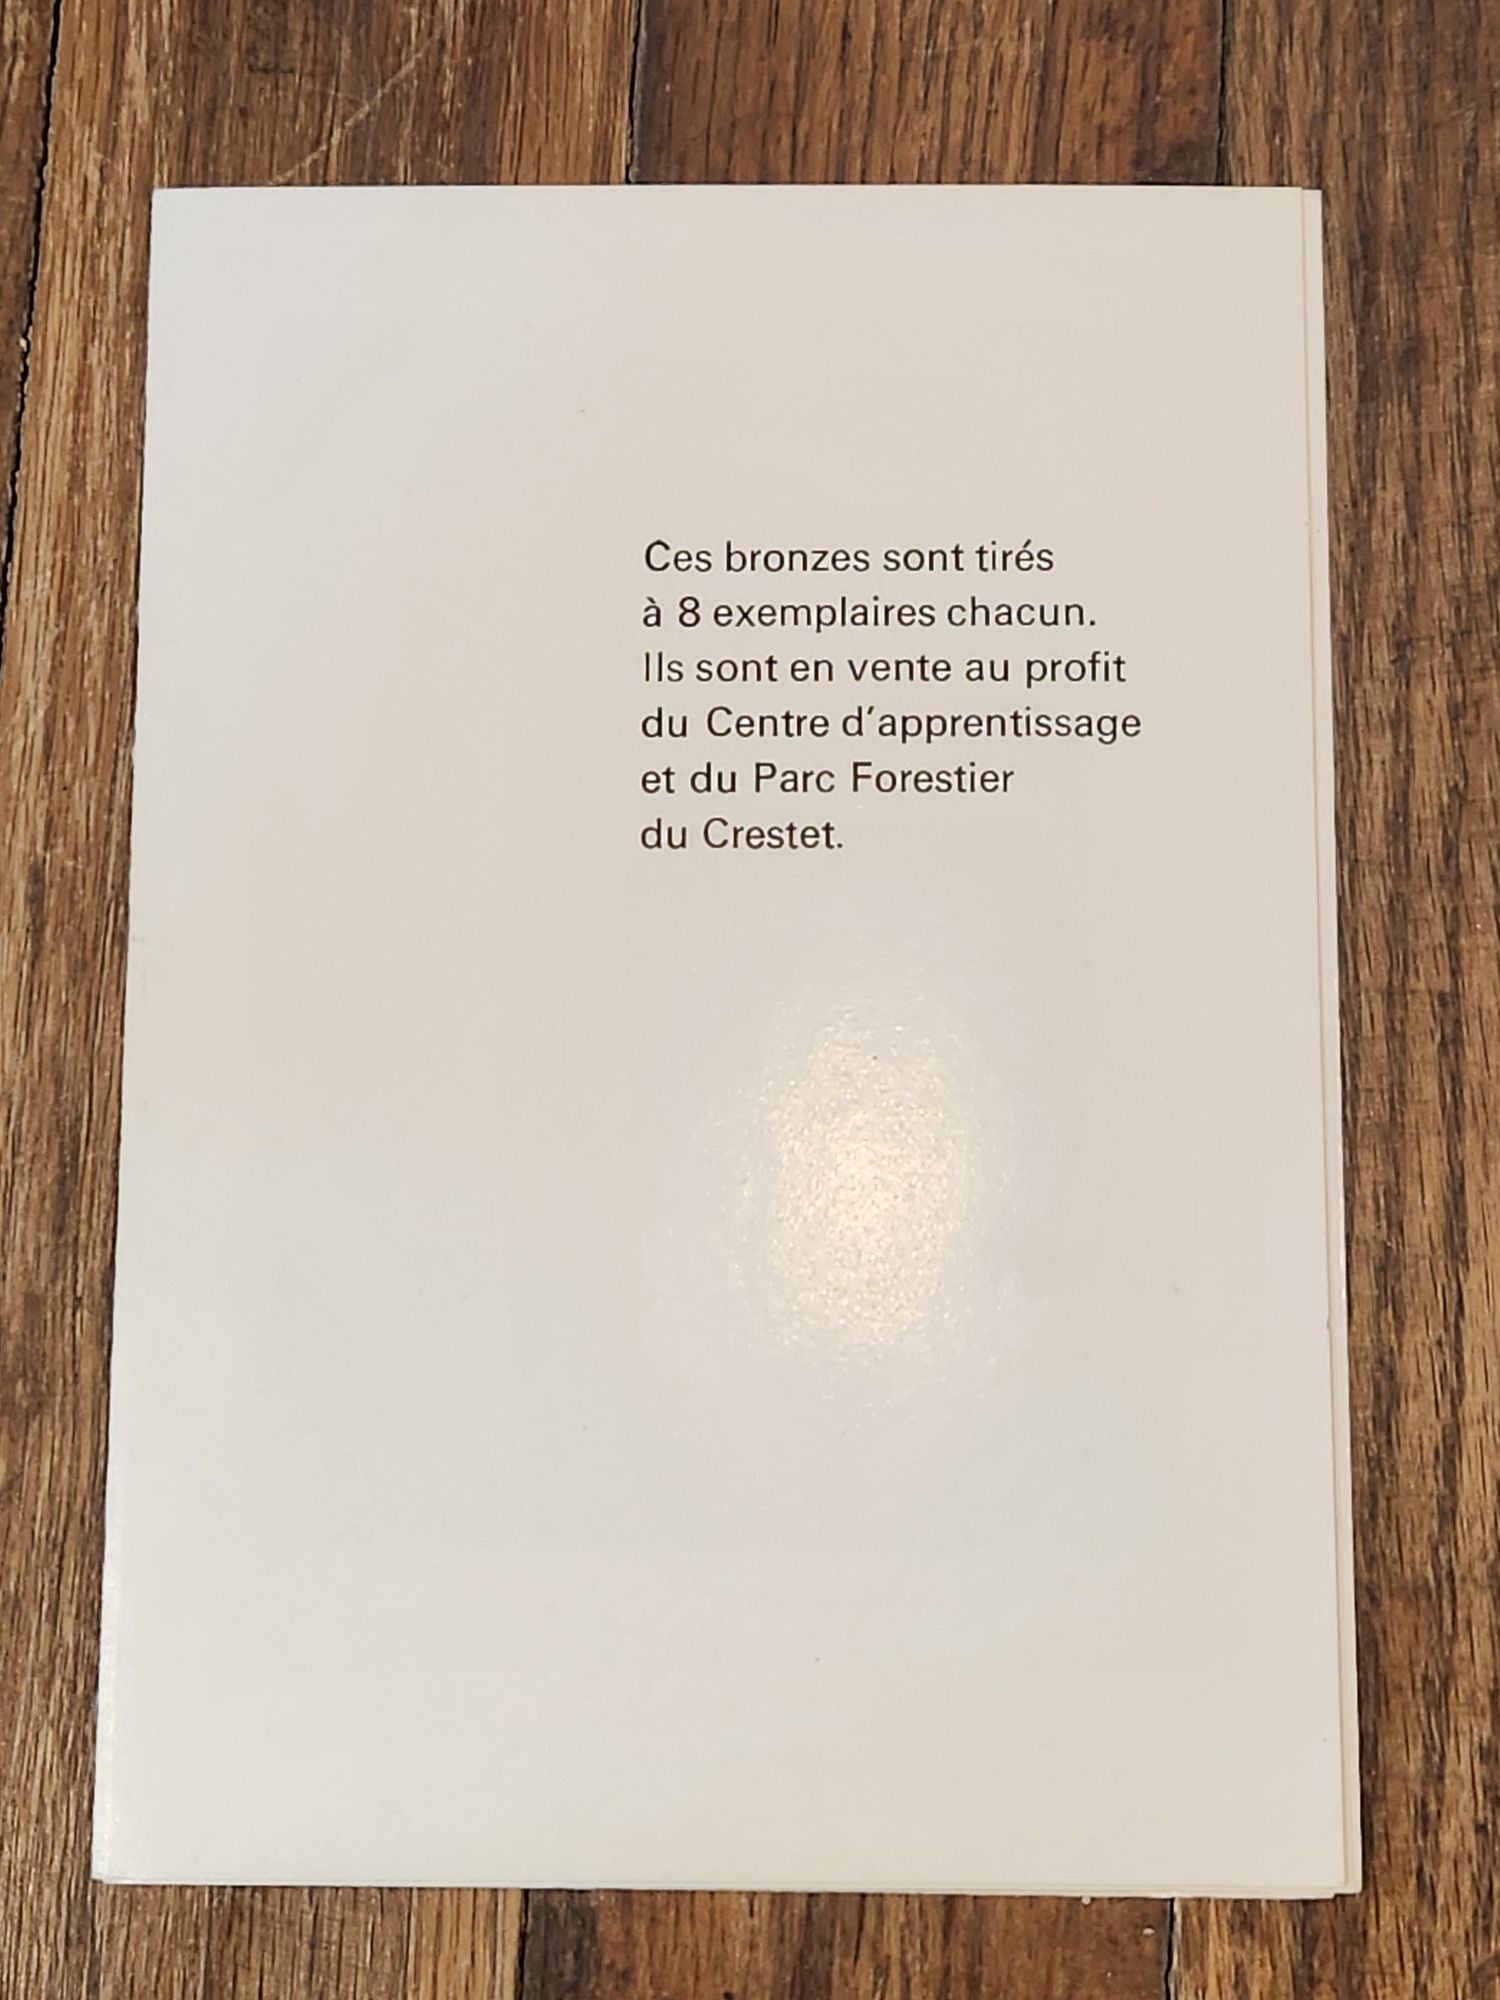 Ces bronzes sont tirés
à 8 exemplaires chacun.
Ils sont en vente au profit
du Centre d'apprentissage
et du Parc Forestier
du Crestet.